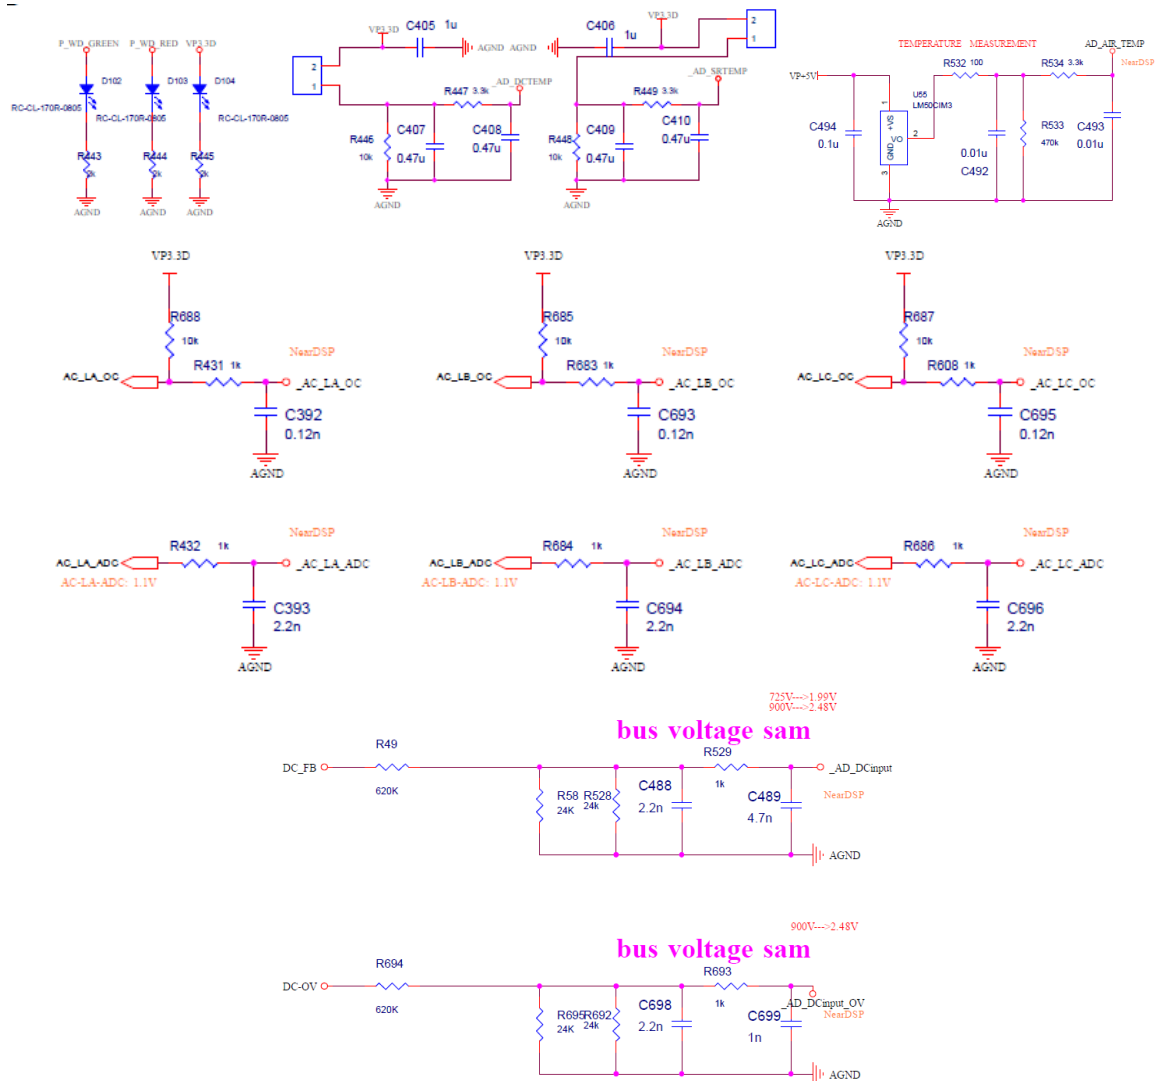 P_WD_GREEN P_WD_RED VP3.3D
D102 D103 D104
RC-CL-170R-0805 RC-CL-170R-0805 RC-CL-170R-0805
R443 R444 R445
2k 2k 2k
AGND AGND AGND
VP3.3D C405 1u AGND
2
1
R447 3.3k _AD_DCTEMP
R446 10k C407 0.47u C408 0.47u
AGND
AGND C406 1u VP3.3D
2
1
R449 3.3k _AD_SRTEMP
R448 10k C409 0.47u C410 0.47u
AGND
TEMPERATURE MEASUREMENT
AD_AIR_TEMP
NearDSP
VP+5V R532 100 R534 3.3k
U55
LM50CIM3
1 +VS VO 2 GND 3
C494 0.1u
0.01u C492
R533 470k
C493 0.01u
AGND
VP3.3D VP3.3D VP3.3D
R688 R685 R687
10k 10k 10k
NearDSP NearDSP NearDSP
R431 1k R683 1k R608 1k
AC_LA_OC _AC_LA_OC AC_LB_OC _AC_LB_OC AC_LC_OC _AC_LC_OC
C392 C693 C695
0.12n 0.12n 0.12n
AGND AGND AGND
NearDSP NearDSP NearDSP
R432 1k R684 1k R686 1k
AC_LA_ADC _AC_LA_ADC AC_LB_ADC _AC_LB_ADC AC_LC_ADC _AC_LC_ADC
AC-LA-ADC: 1.1V AC-LB-ADC: 1.1V AC-LC-ADC: 1.1V
C393 C694 C696
2.2n 2.2n 2.2n
AGND AGND AGND
725V--->1.99V
900V--->2.48V
bus voltage sam
R49 R529
DC_FB _AD_DCinput
620K 1k
R58 R528 C488 C489 NearDSP
24K 24k 2.2n 4.7n
AGND
900V--->2.48V
bus voltage sam
R694 R693
DC-OV _AD_DCinput_OV
620K 1k
R695 R692 C698 C699 NearDSP
24K 24k 2.2n 1n
AGND